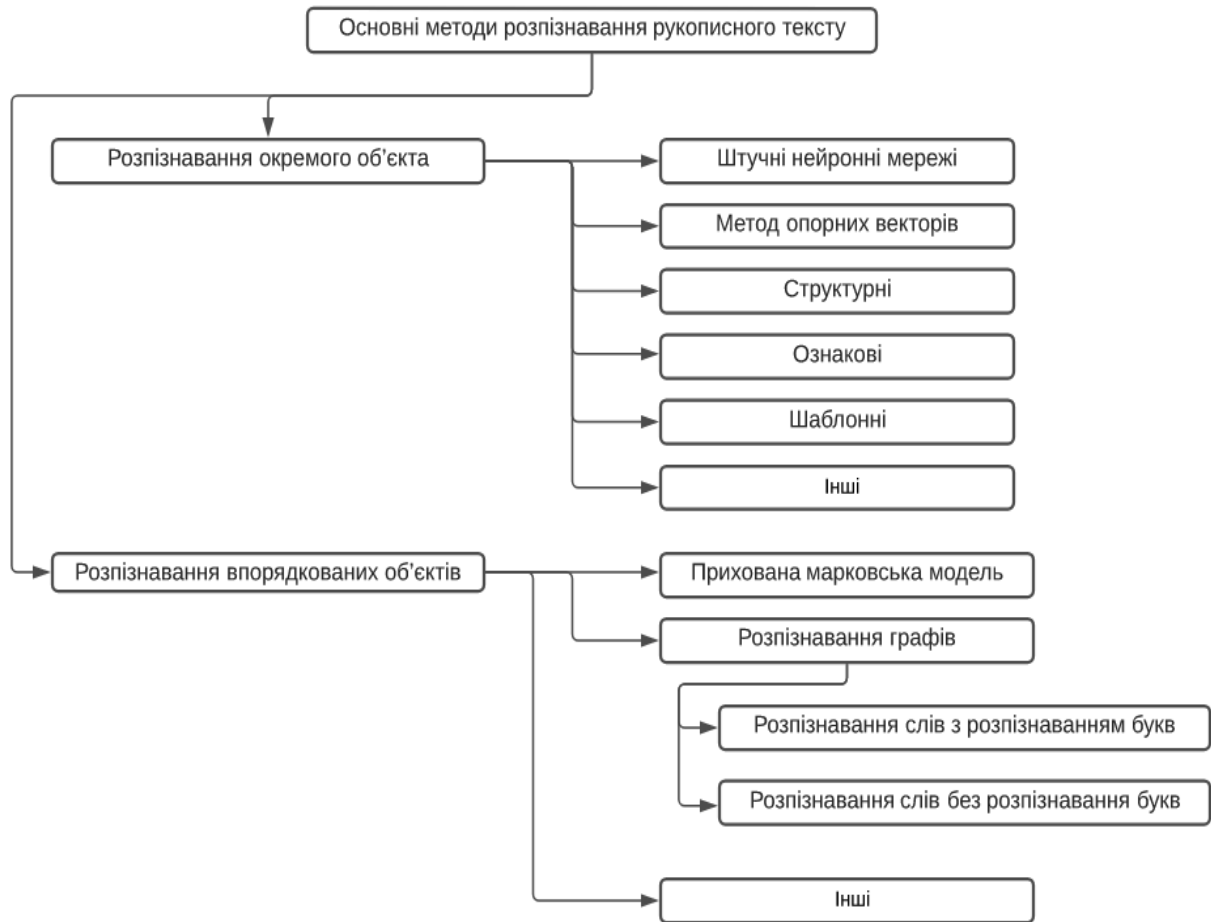 Основні методи розпізнавання рукописного тексту
Розпізнавання окремого об’єкта
Штучні нейронні мережі
Метод опорних векторів
Структурні
Ознакові
Шаблонні
Інші
Розпізнавання впорядкованих об’єктів
Прихована марковська модель
Розпізнавання графів
Розпізнавання слів з розпізнаванням букв
Розпізнавання слів без розпізнавання букв
Інші